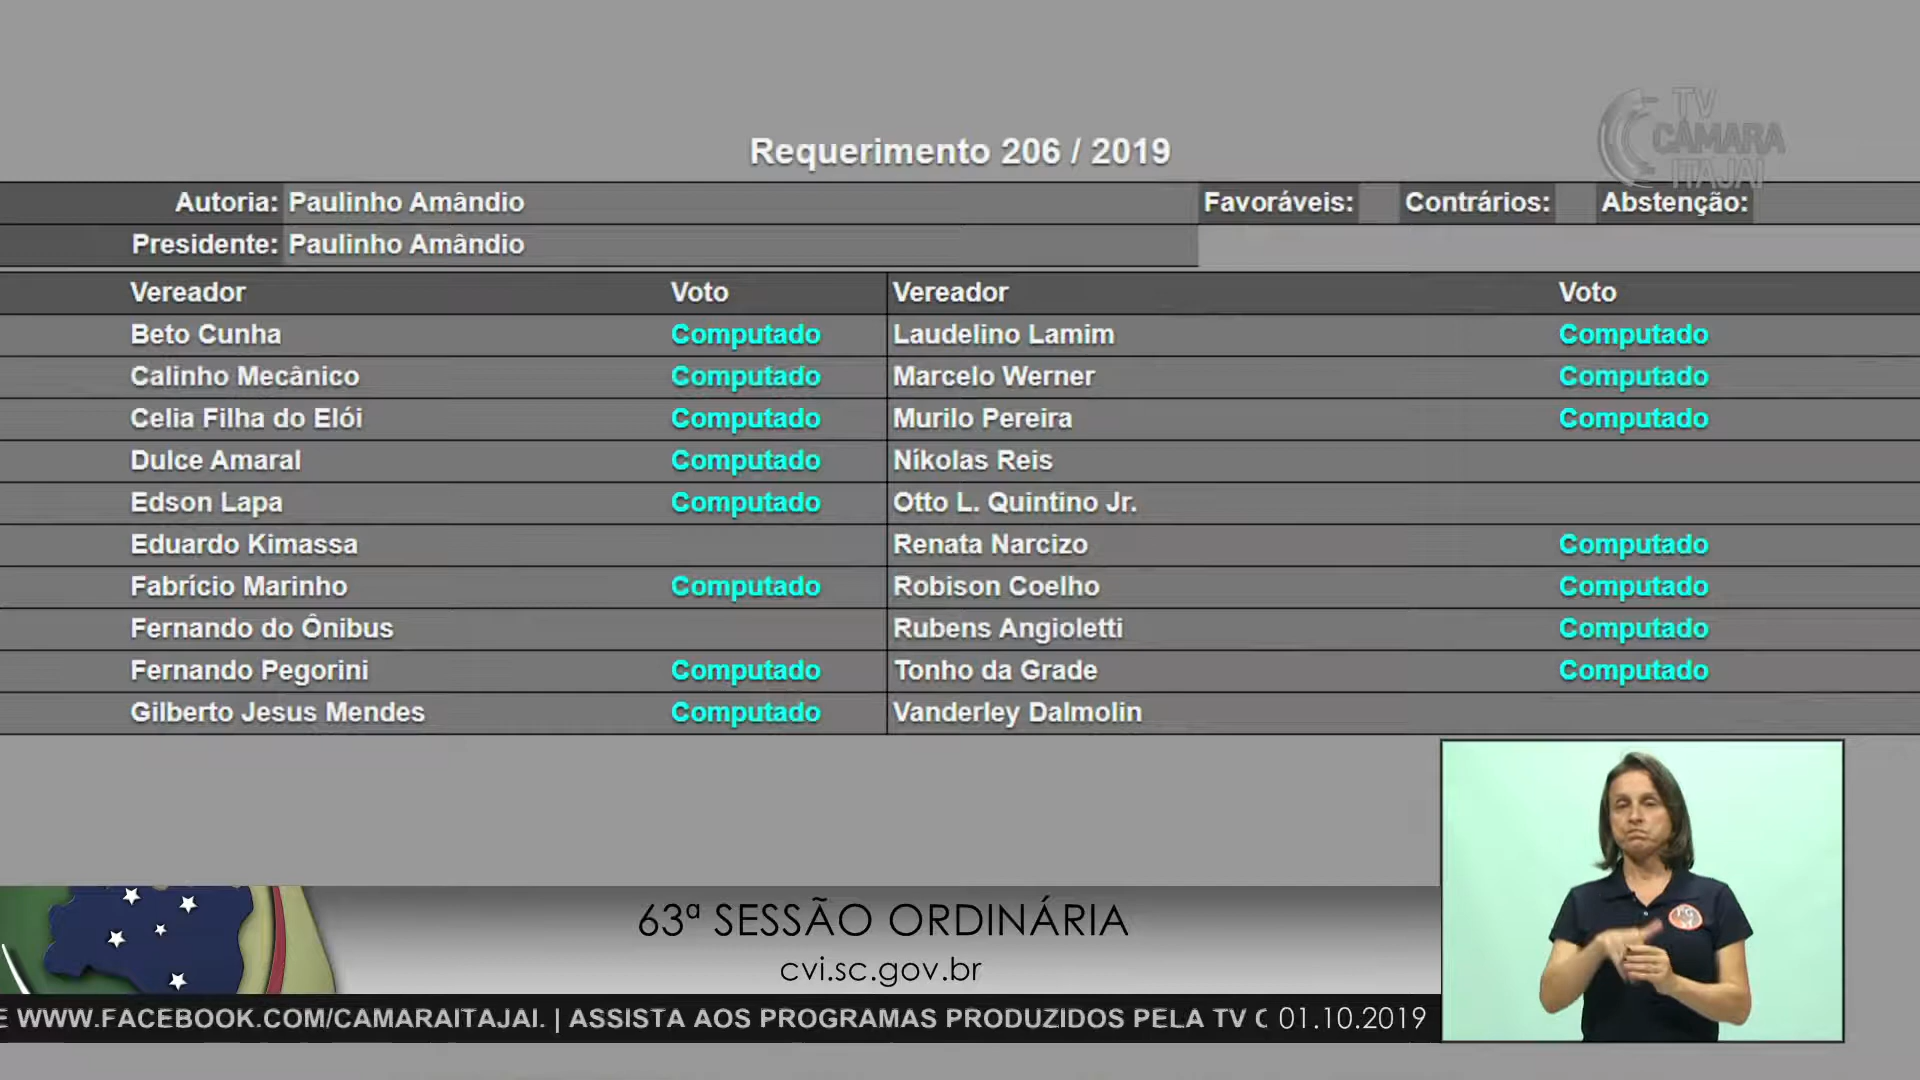 TV
CÂMARA
ITAJAÍ
Requerimento 206 / 2019
Autoria: Paulinho Amândio Favoráveis: Contrários: Abstenção:
Presidente: Paulinho Amândio
Vereador Voto Vereador Voto
Beto Cunha Computado Laudelino Lamim Computado
Calinho Mecânico Computado Marcelo Werner Computado
Celia Filha do Elói Computado Murilo Pereira Computado
Dulce Amaral Computado Níkolas Reis
Edson Lapa Computado Otto L. Quintino Jr.
Eduardo Kimassa Renata Narcizo Computado
Fabrício Marinho Computado Robison Coelho Computado
Fernando do Ônibus Rubens Angioletti Computado
Fernando Pegorini Computado Tonho da Grade Computado
Gilberto Jesus Mendes Computado Vanderley Dalmolin
63ª SESSÃO ORDINÁRIA
cvi.sc.gov.br
E WWW.FACEBOOK.COM/CAMARAITAJAI. | ASSISTA AOS PROGRAMAS PRODUZIDOS PELA TV C 01.10.2019